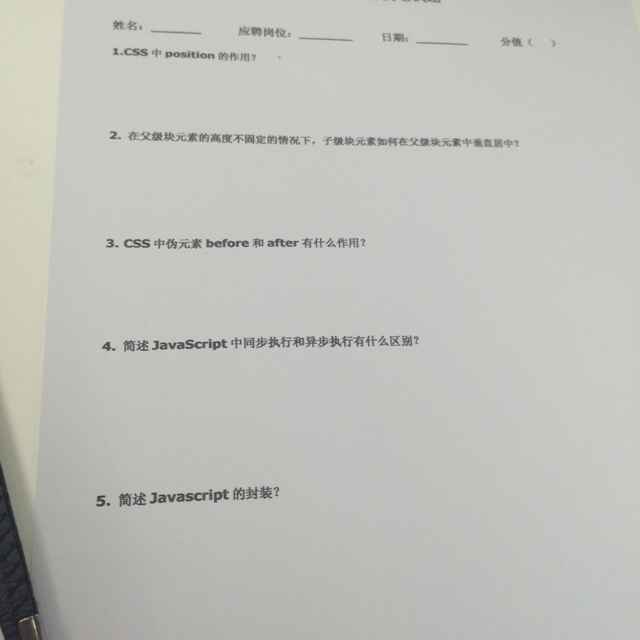 姓名: ______ 应聘岗位: ______ 日期: ______ 分值（ ）
1.CSS 中 position 的作用？
2. 在父级块元素的高度不固定的情况下，子级块元素如何在父级块元素中垂直居中？
3. CSS 中伪元素 before 和 after 有什么作用？
4. 简述 JavaScript 中同步执行和异步执行有什么区别？
5. 简述 Javascript 的封装？